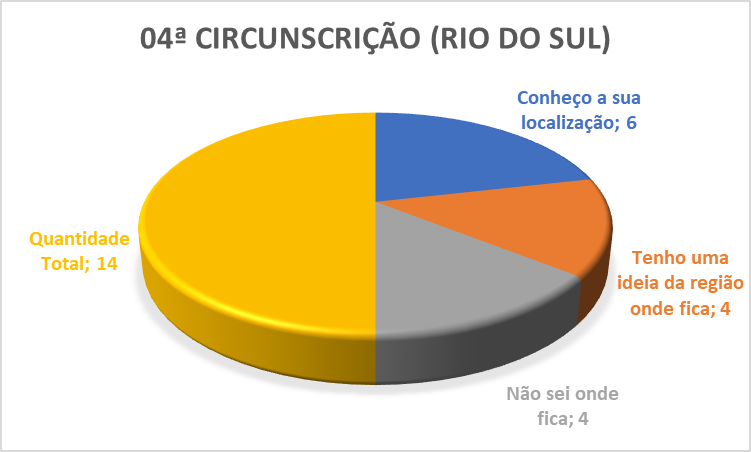 04ª CIRCUNSCRIÇÃO (RIO DO SUL)
Conheço a sua
localização; 6
Quantidade
Total; 14
Tenho uma
ideia da região
onde fica; 4
Não sei onde
fica; 4